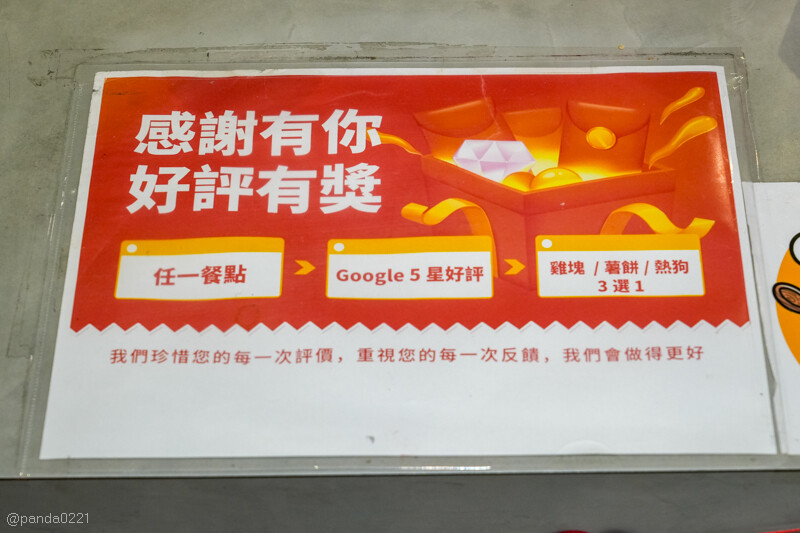 感謝有你
好評有獎
任一餐點
Google 5 星好評
雞塊 / 薯餅 / 熱狗
3 選 1
我們珍惜您的每一次評價，重視您的每一次反饋，我們會做得更好
@panda0221